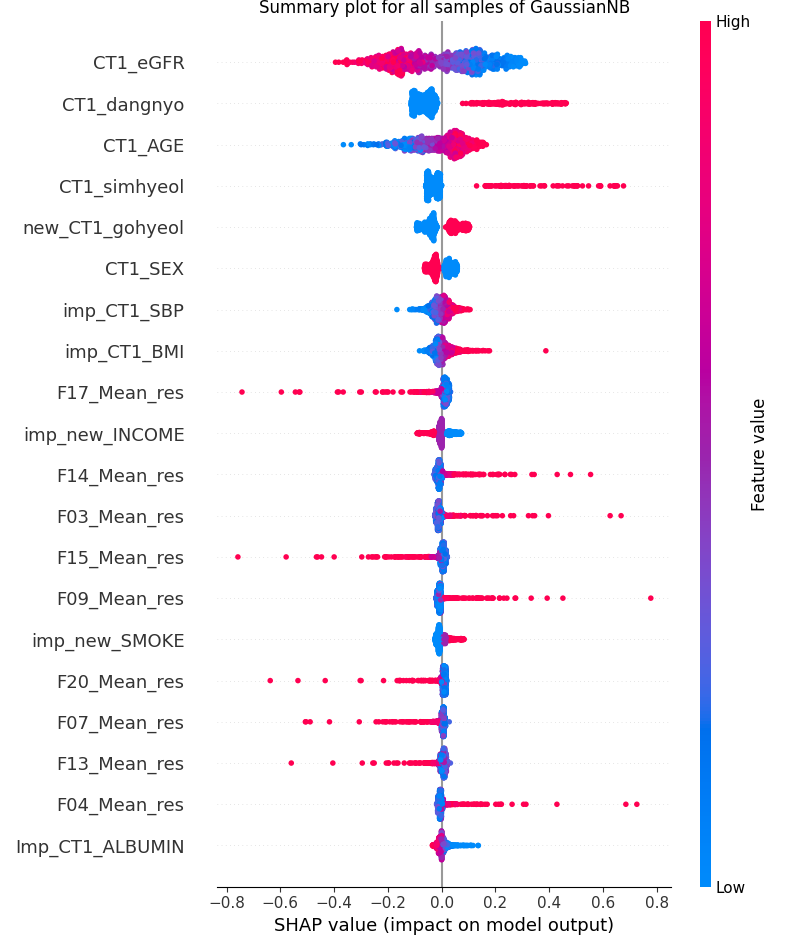 Summary plot for all samples of GaussianNB
High
CT1_eGFR
CT1_dangnyo
CT1_AGE
CT1_simhyeol
new_CT1_gohyeol
CT1_SEX
imp_CT1_SBP
imp_CT1_BMI
F17_Mean_res
imp_new_INCOME
F14_Mean_res
F03_Mean_res
F15_Mean_res
F09_Mean_res
imp_new_SMOKE
F20_Mean_res
F07_Mean_res
F13_Mean_res
F04_Mean_res
Imp_CT1_ALBUMIN
Feature value
Low
−0.8 −0.6 −0.4 −0.2 0.0 0.2 0.4 0.6 0.8
SHAP value (impact on model output)